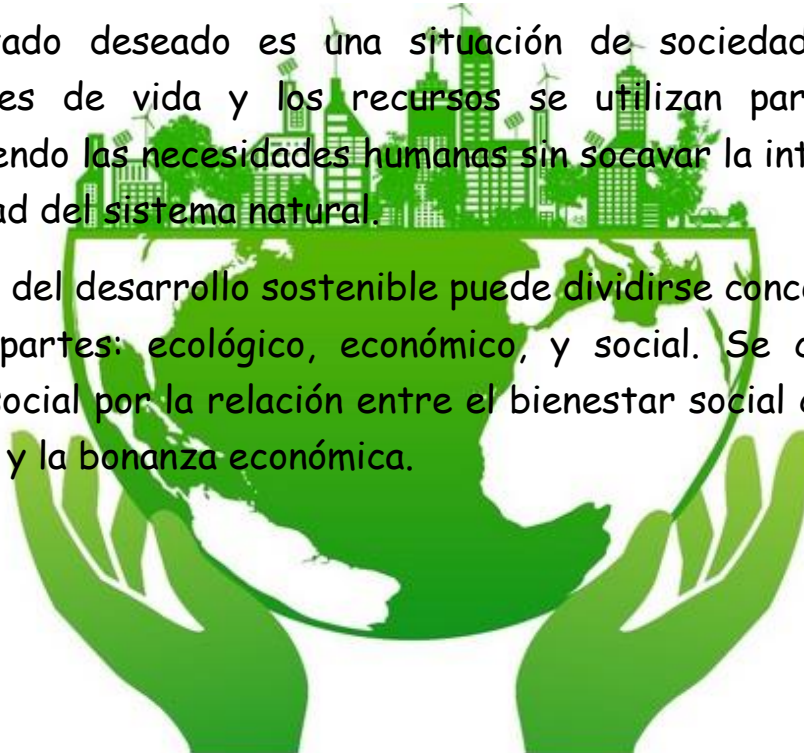 tado deseado es una situación de sociedad
es de vida y los recursos se utilizan par
endo las necesidades humanas sin socavar la int
ad del sistema natural.
del desarrollo sostenible puede dividirse conc
partes: ecológico, económico, y social. Se
ocial por la relación entre el bienestar social
y la bonanza económica.